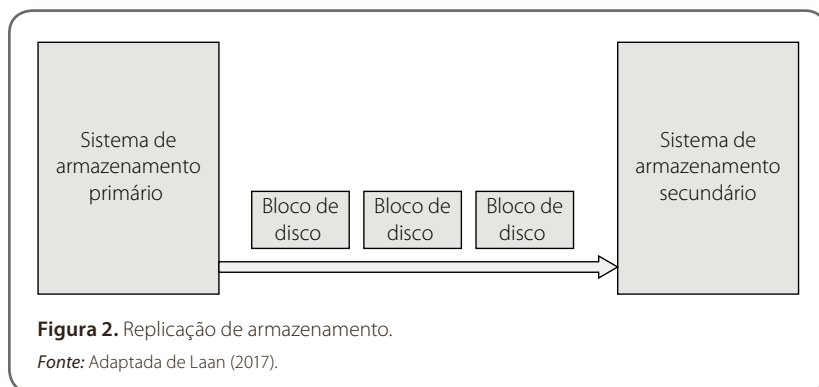 Sistema de
armazenamento
primário
Bloco de
disco
Bloco de
disco
Bloco de
disco
Sistema de
armazenamento
secundário
Figura 2. Replicação de armazenamento.
Fonte: Adaptada de Laan (2017).